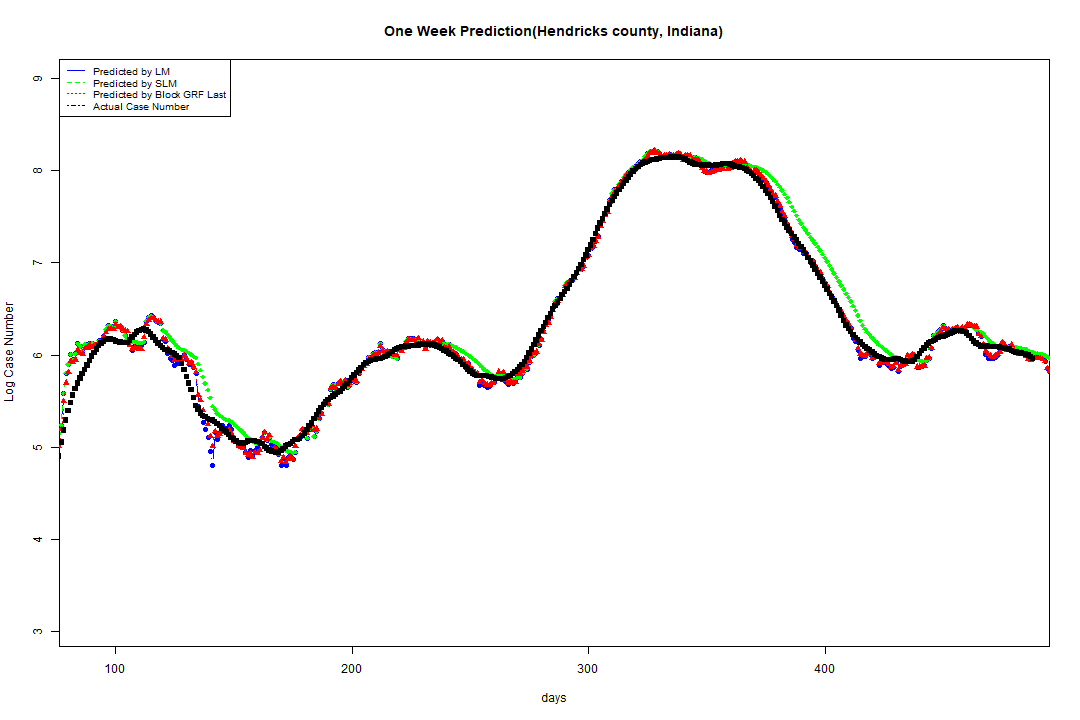 One Week Prediction(Hendricks county, Indiana)
Predicted by LM
Predicted by SLM
Predicted by Block GRF Last
Actual Case Number
9
8
7
6
5
4
3
Log Case Number
100 200 300 400
days